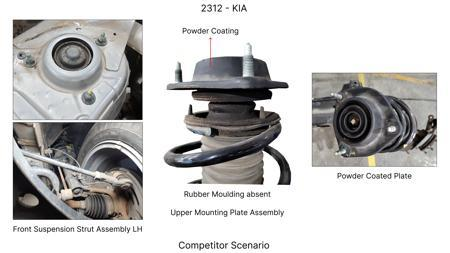 2312 - KIA
Powder Coating
Rubber Moulding absent
Powder Coated Plate
Upper Mounting Plate Assembly
Front Suspension Strut Assembly LH
Competitor Scenario